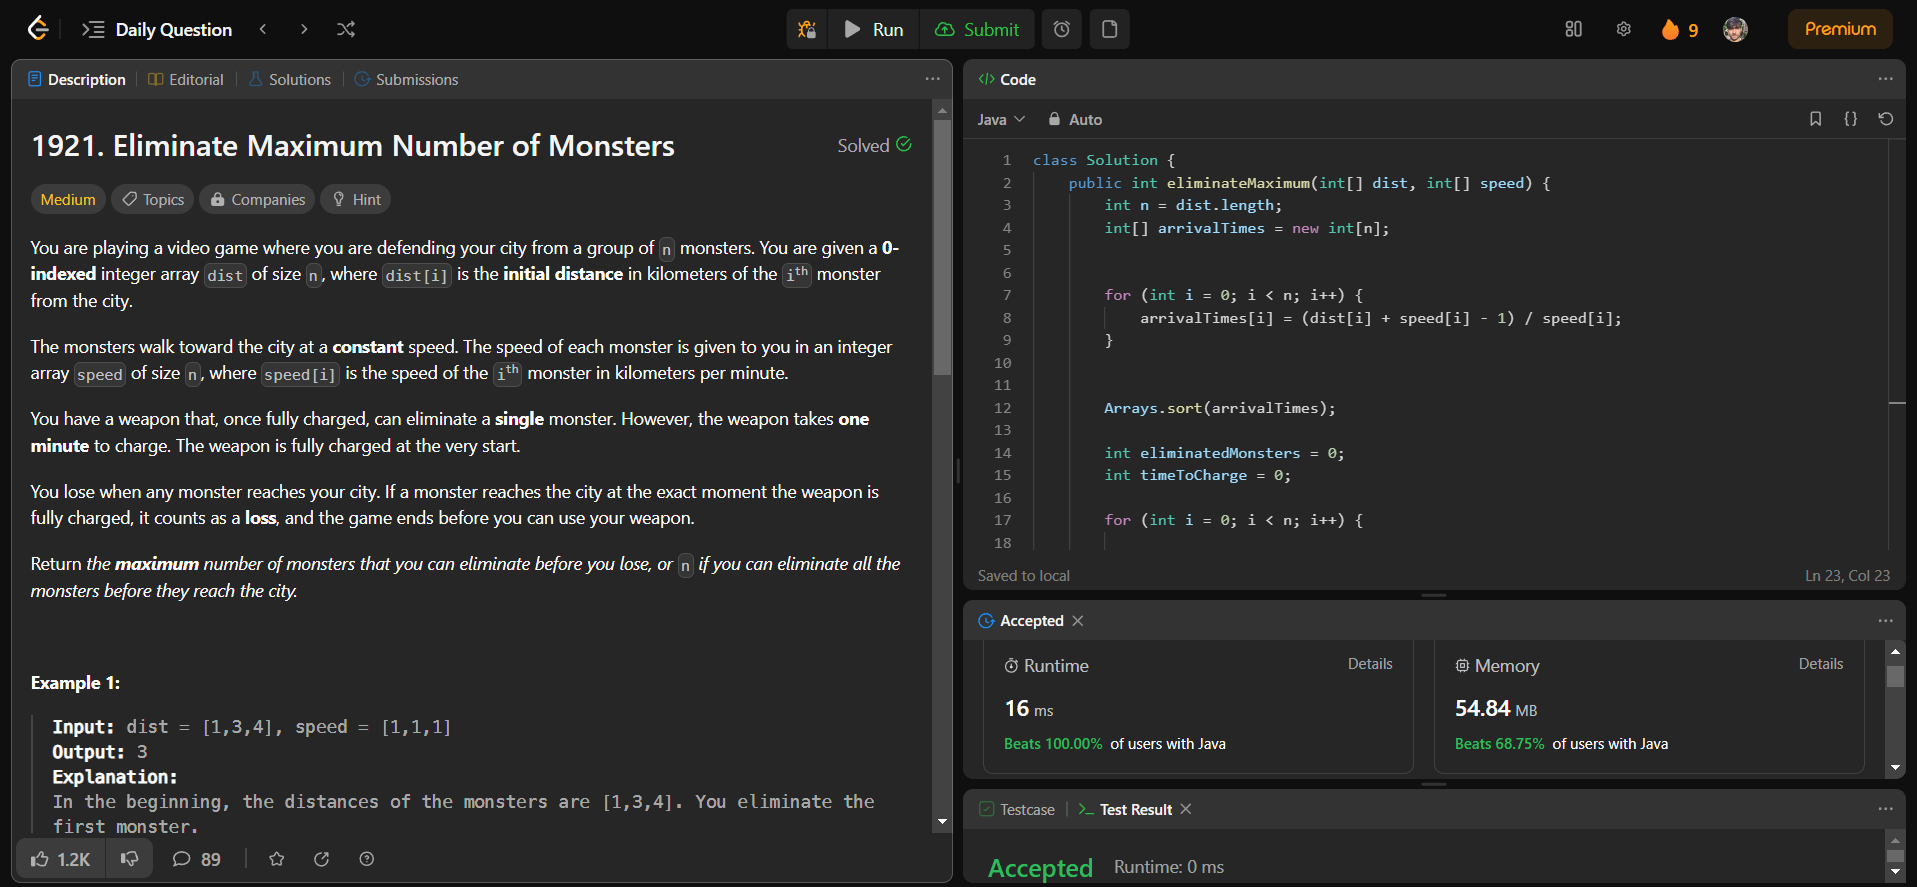 Daily Question
Run
Submit
9
Premium
Description
Editorial
Solutions
Submissions
1921. Eliminate Maximum Number of Monsters
Solved
Medium
Topics
Companies
Hint
You are playing a video game where you are defending your city from a group of n monsters. You are given a 0-
indexed integer array dist of size n, where dist[i] is the initial distance in kilometers of the ith monster
from the city.
The monsters walk toward the city at a constant speed. The speed of each monster is given to you in an integer
array speed of size n, where speed[i] is the speed of the ith monster in kilometers per minute.
You have a weapon that, once fully charged, can eliminate a single monster. However, the weapon takes one
minute to charge. The weapon is fully charged at the very start.
You lose when any monster reaches your city. If a monster reaches the city at the exact moment the weapon is
fully charged, it counts as a loss, and the game ends before you can use your weapon.
Return the maximum number of monsters that you can eliminate before you lose, or n if you can eliminate all the
monsters before they reach the city.
Example 1:
Input: dist = [1,3,4], speed = [1,1,1]
Output: 3
Explanation:
In the beginning, the distances of the monsters are [1,3,4]. You eliminate the
first monster.
1.2K
89
Code
Java
Auto
1 class Solution {
2 public int eliminateMaximum(int[] dist, int[] speed) {
3 int n = dist.length;
4 int[] arrivalTimes = new int[n];
5
6
7 for (int i = 0; i < n; i++) {
8 arrivalTimes[i] = (dist[i] + speed[i] - 1) / speed[i];
9 }
10
11
12 Arrays.sort(arrivalTimes);
13
14 int eliminatedMonsters = 0;
15 int timeToCharge = 0;
16
17 for (int i = 0; i < n; i++) {
18
Saved to local
Ln 23, Col 23
Accepted
Runtime
Details
16 ms
Beats 100.00% of users with Java
Memory
Details
54.84 MB
Beats 68.75% of users with Java
Testcase
Test Result
Accepted
Runtime: 0 ms